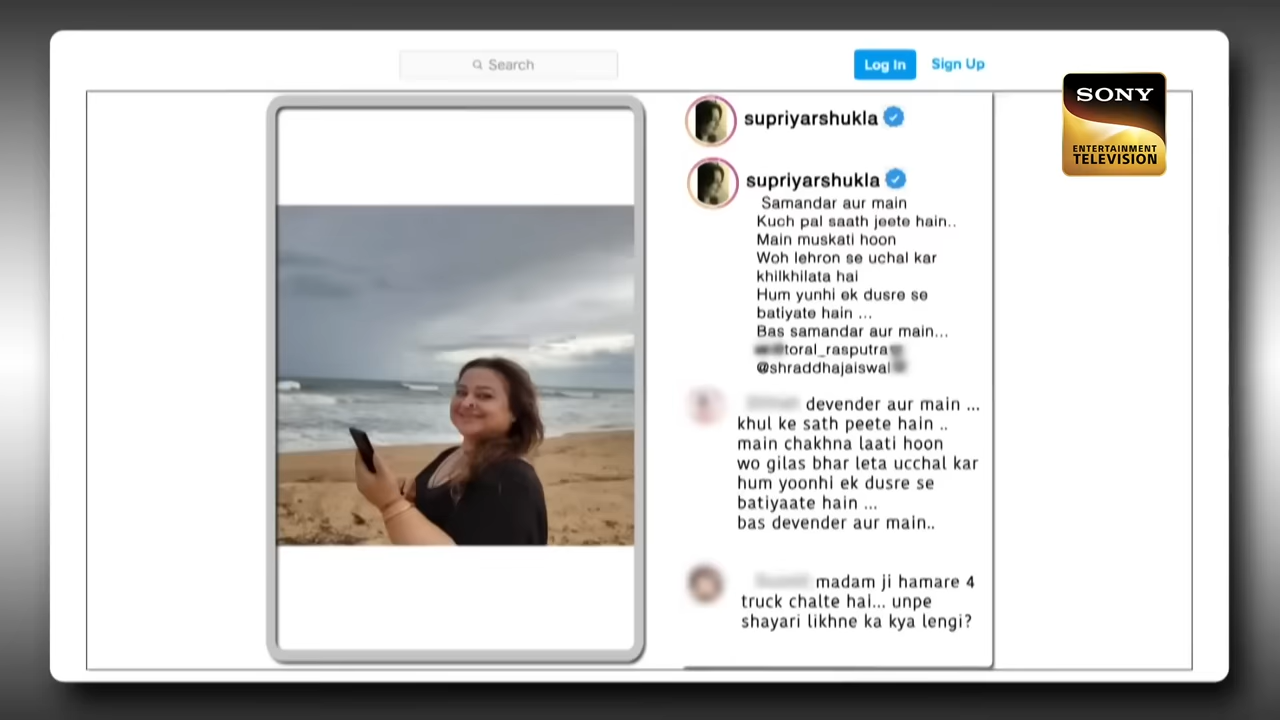 Search
Log In
Sign Up
SONY
ENTERTAINMENT
TELEVISION
supriyarshukla
supriyarshukla
Samandar aur main
Kuch pal saath jeete hain..
Main muskati hoon
Woh lehron se uchal kar
khilkhilata hai
Hum yunhi ek dusre se
batiyate hain ...
Bas samandar aur main...
toral_rasputra
@shraddhajaiswal
devender aur main ...
khul ke sath peete hain ..
main chakhna laati hoon
wo gilas bhar leta ucchal kar
hum yoonhi ek dusre se
batiyaate hain ...
bas devender aur main..
madam ji hamare 4
truck chalte hai... unpe
shayari likhne ka kya lengi?